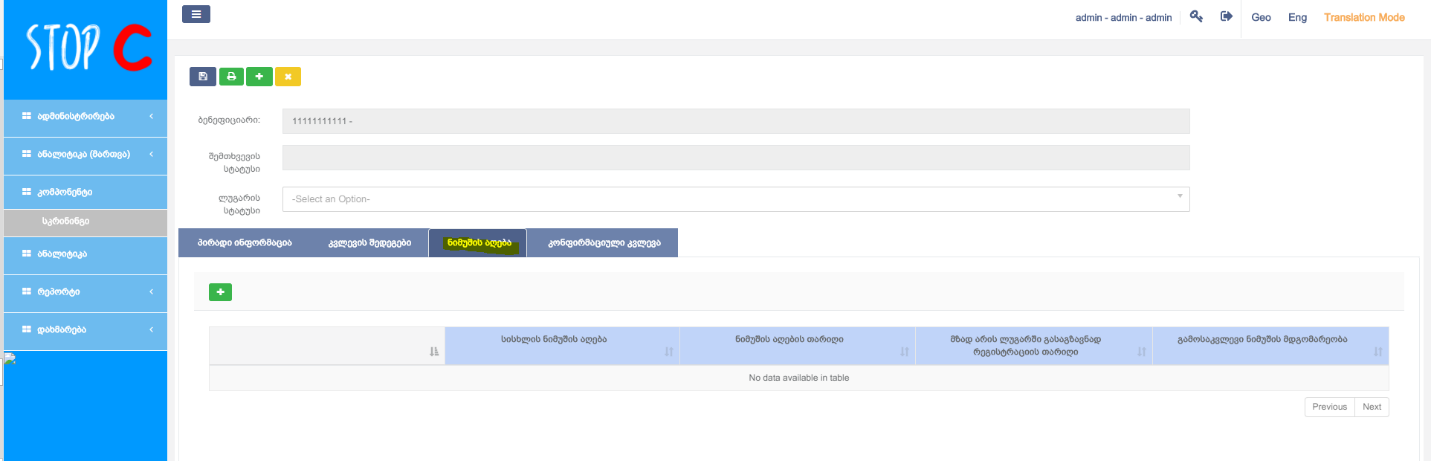 STOP C
admin - admin - admin
Geo
Eng
Translation Mode
ადმინისტრირება
ანალიტიკა (მართვა)
კომპონენტი
სკრინინგი
ანალიტიკა
რეპორტი
დახმარება
ბენეფიციარი:
11111111111 -
შემთხვევის
სტატუსი
ლუგარის
სტატუსი
-Select an Option-
პირადი ინფორმაცია
კვლევის შედეგები
ნიმუშის აღება
კონფირმაციული კვლევა
სისხლის ნიმუშის აღება
ნიმუშის აღების თარიღი
მზად არის ლუგარში გასაგზავნად
რეგისტრაციის თარიღი
გამოსაკვლევი ნიმუშის მდგომარეობა
No data available in table
Previous
Next